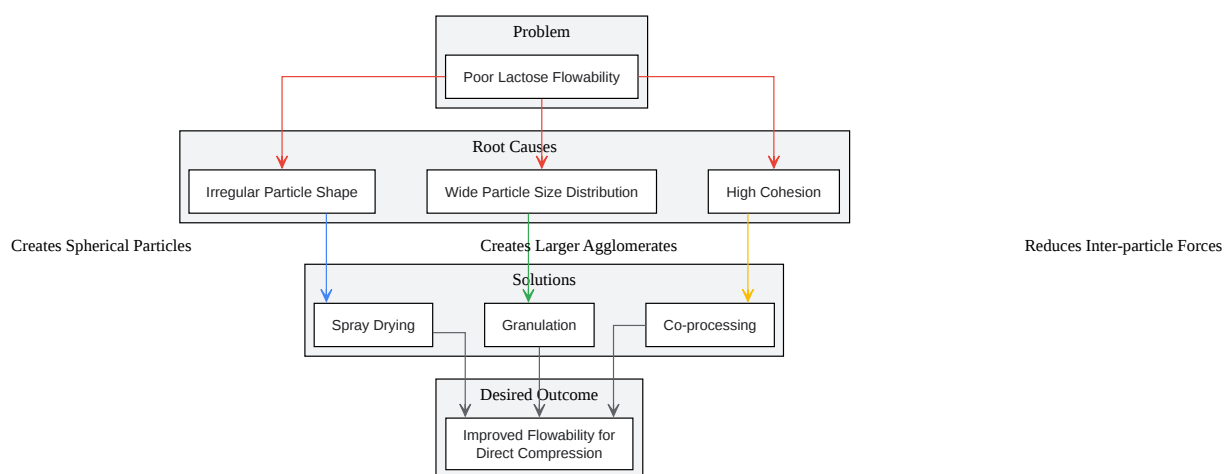 Problem
Poor Lactose Flowability
Root Causes
Irregular Particle Shape
Wide Particle Size Distribution
High Cohesion
Creates Spherical Particles
Creates Larger Agglomerates
Reduces Inter-particle Forces
Solutions
Spray Drying
Granulation
Co-processing
Desired Outcome
Improved Flowability for
Direct Compression